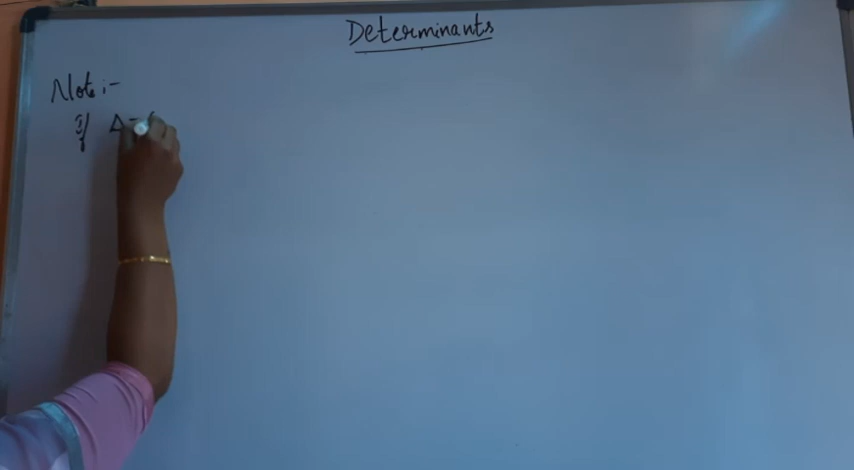 Determinants
Note :-
If Δ =